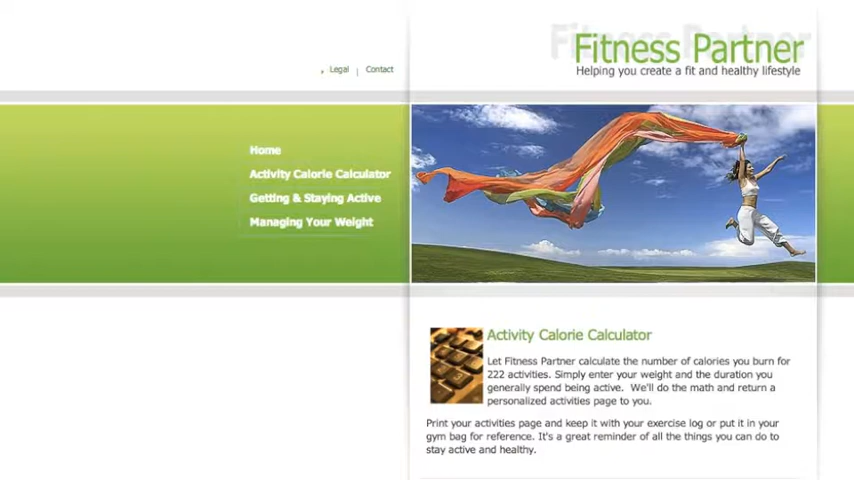 Fitness Partner
Helping you create a fit and healthy lifestyle
Legal | Contact
Home
Activity Calorie Calculator
Getting & Staying Active
Managing Your Weight
Activity Calorie Calculator
Let Fitness Partner calculate the number of calories you burn for
222 activities. Simply enter your weight and the duration you
generally spend being active. We'll do the math and return a
personalized activities page to you.
Print your activities page and keep it with your exercise log or put it in your
gym bag for reference. It's a great reminder of all the things you can do to
stay active and healthy.